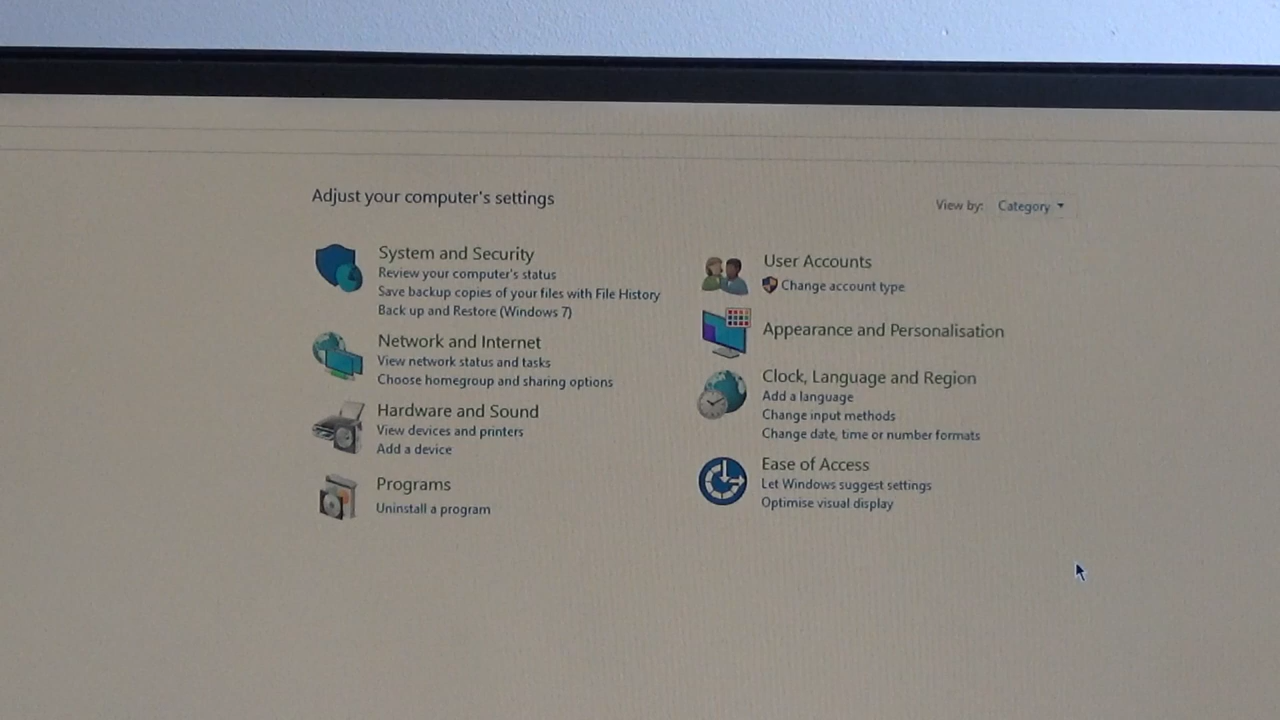 Adjust your computer's settings
View by: Category
System and Security
Review your computer's status
Save backup copies of your files with File History
Back up and Restore (Windows 7)
Network and Internet
View network status and tasks
Choose homegroup and sharing options
Hardware and Sound
View devices and printers
Add a device
Programs
Uninstall a program
User Accounts
Change account type
Appearance and Personalisation
Clock, Language and Region
Add a language
Change input methods
Change date, time or number formats
Ease of Access
Let Windows suggest settings
Optimise visual display